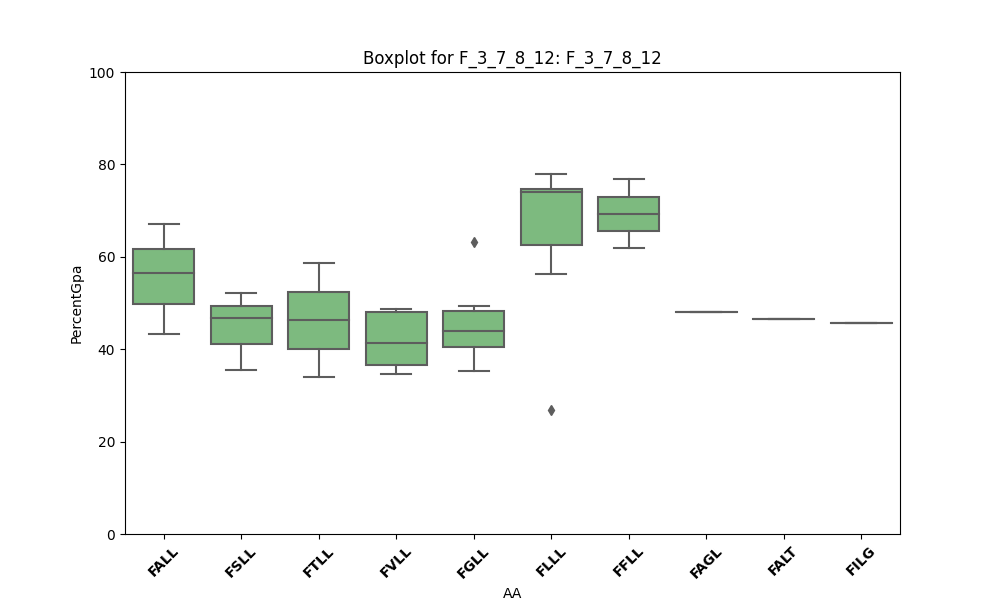 Boxplot for F_3_7_8_12: F_3_7_8_12
100
80
60
40
20
0
PercentGpa
FALL
FSLL
FTLL
FVLL
FGLL
FLLL
FFLL
FAGL
FALT
FILG
AA